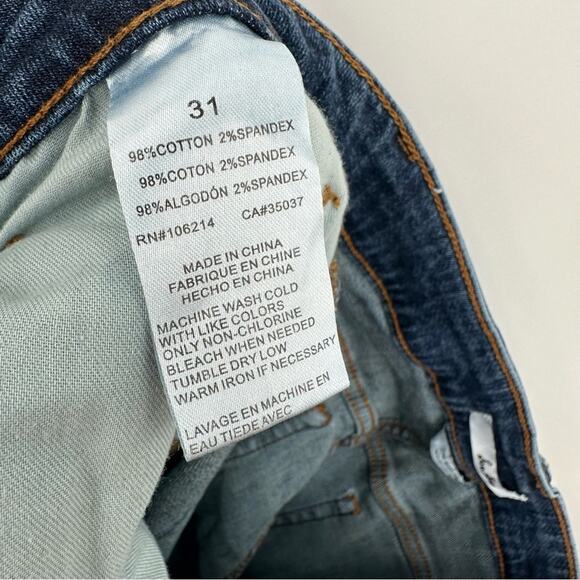 31
98%COTTON 2%SPANDEX
98%COTON 2%SPANDEX
98%ALGODÓN 2%SPANDEX
RN#106214 CA#35037
MADE IN CHINA
FABRIQUE EN CHINE
HECHO EN CHINA
MACHINE WASH COLD
WITH LIKE COLORS
ONLY NON-CHLORINE
BLEACH WHEN NEEDED
TUMBLE DRY LOW
WARM IRON IF NECESSARY
LAVAGE EN MACHINE EN
EAU TIEDE AVEC